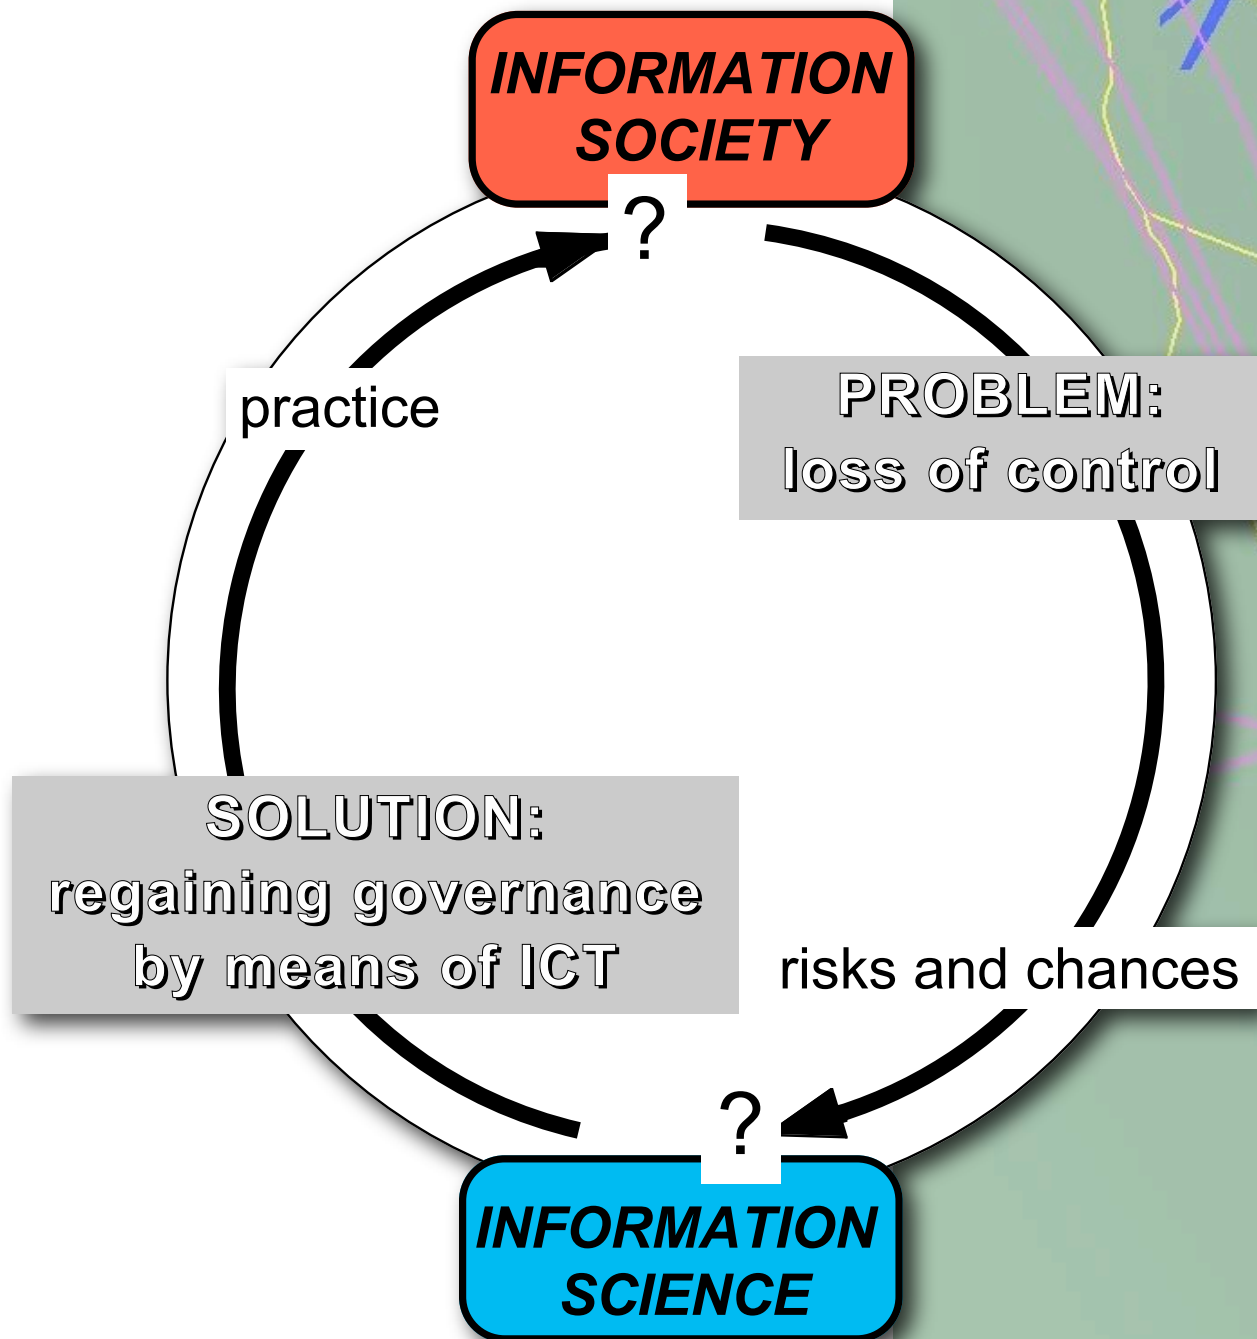 INFORMATION
SOCIETY
?
practice
PROBLEM:
loss of control
SOLUTION:
regaining governance
by means of ICT
risks and chances
?
INFORMATION
SCIENCE